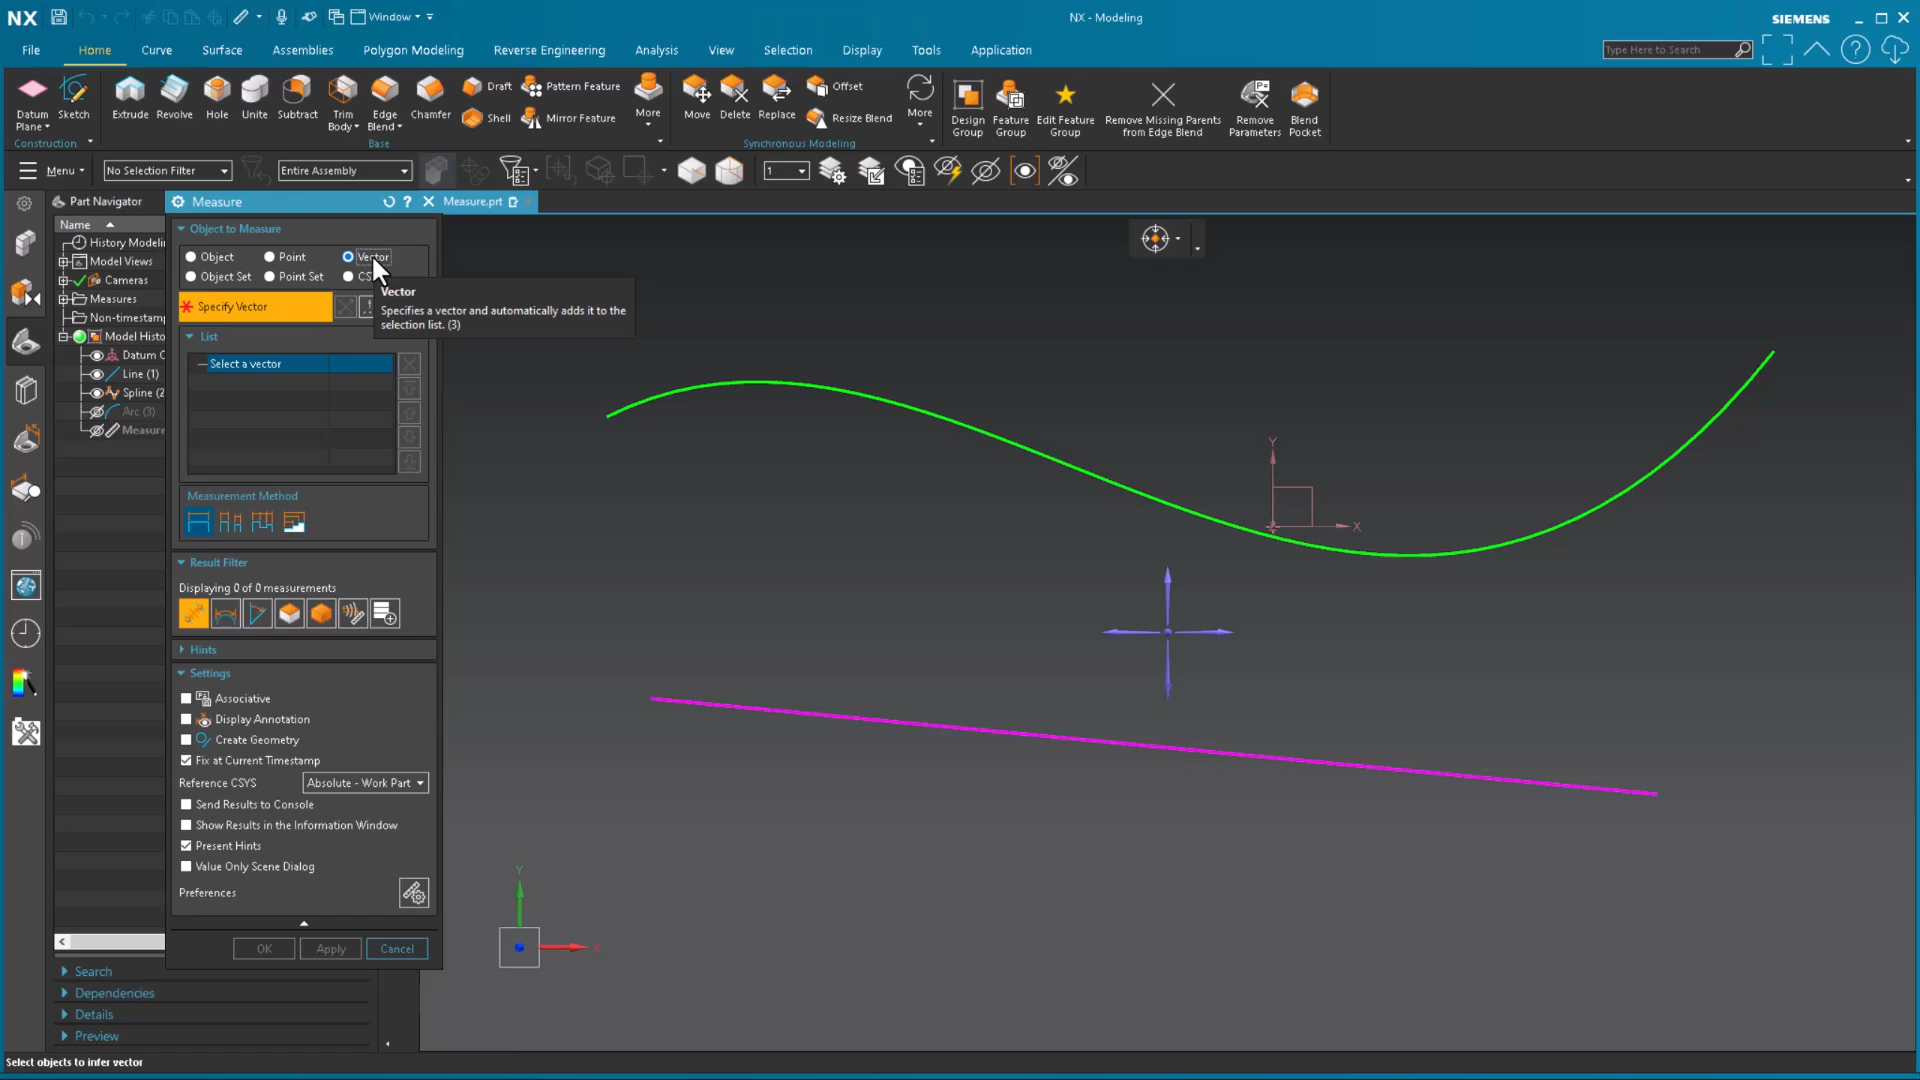 NX
Window
NX - Modeling
SIEMENS
File
Home
Curve
Surface
Assemblies
Polygon Modeling
Reverse Engineering
Analysis
View
Selection
Display
Tools
Application
Type Here to Search
Datum
Plane
Sketch
Construction
Extrude
Revolve
Hole
Unite
Subtract
Trim
Body
Edge
Blend
Chamfer
Draft
Shell
Pattern Feature
Mirror Feature
More
Base
Move
Delete
Replace
Offset
Resize Blend
More
Synchronous Modeling
Design
Group
Feature
Group
Edit Feature
Group
Remove Missing Parents
from Edge Blend
Remove
Parameters
Blend
Pocket
Menu
No Selection Filter
Entire Assembly
1
Part Navigator
Name
History Modeli
Model Views
Cameras
Measures
Non-timestamp
Model Histo
Datum C
Line (1)
Spline (2
Arc (3)
Measure
Measure
Measure.prt
Object to Measure
Object
Point
Vector
Object Set
Point Set
CS
Specify Vector
Vector
Specifies a vector and automatically adds it to the
selection list. (3)
List
Select a vector
Measurement Method
Result Filter
Displaying 0 of 0 measurements
Hints
Settings
Associative
Display Annotation
Create Geometry
Fix at Current Timestamp
Reference CSYS
Absolute - Work Part
Send Results to Console
Show Results in the Information Window
Present Hints
Value Only Scene Dialog
Preferences
OK
Apply
Cancel
Search
Dependencies
Details
Preview
Y
X
Y
X
Select objects to infer vector